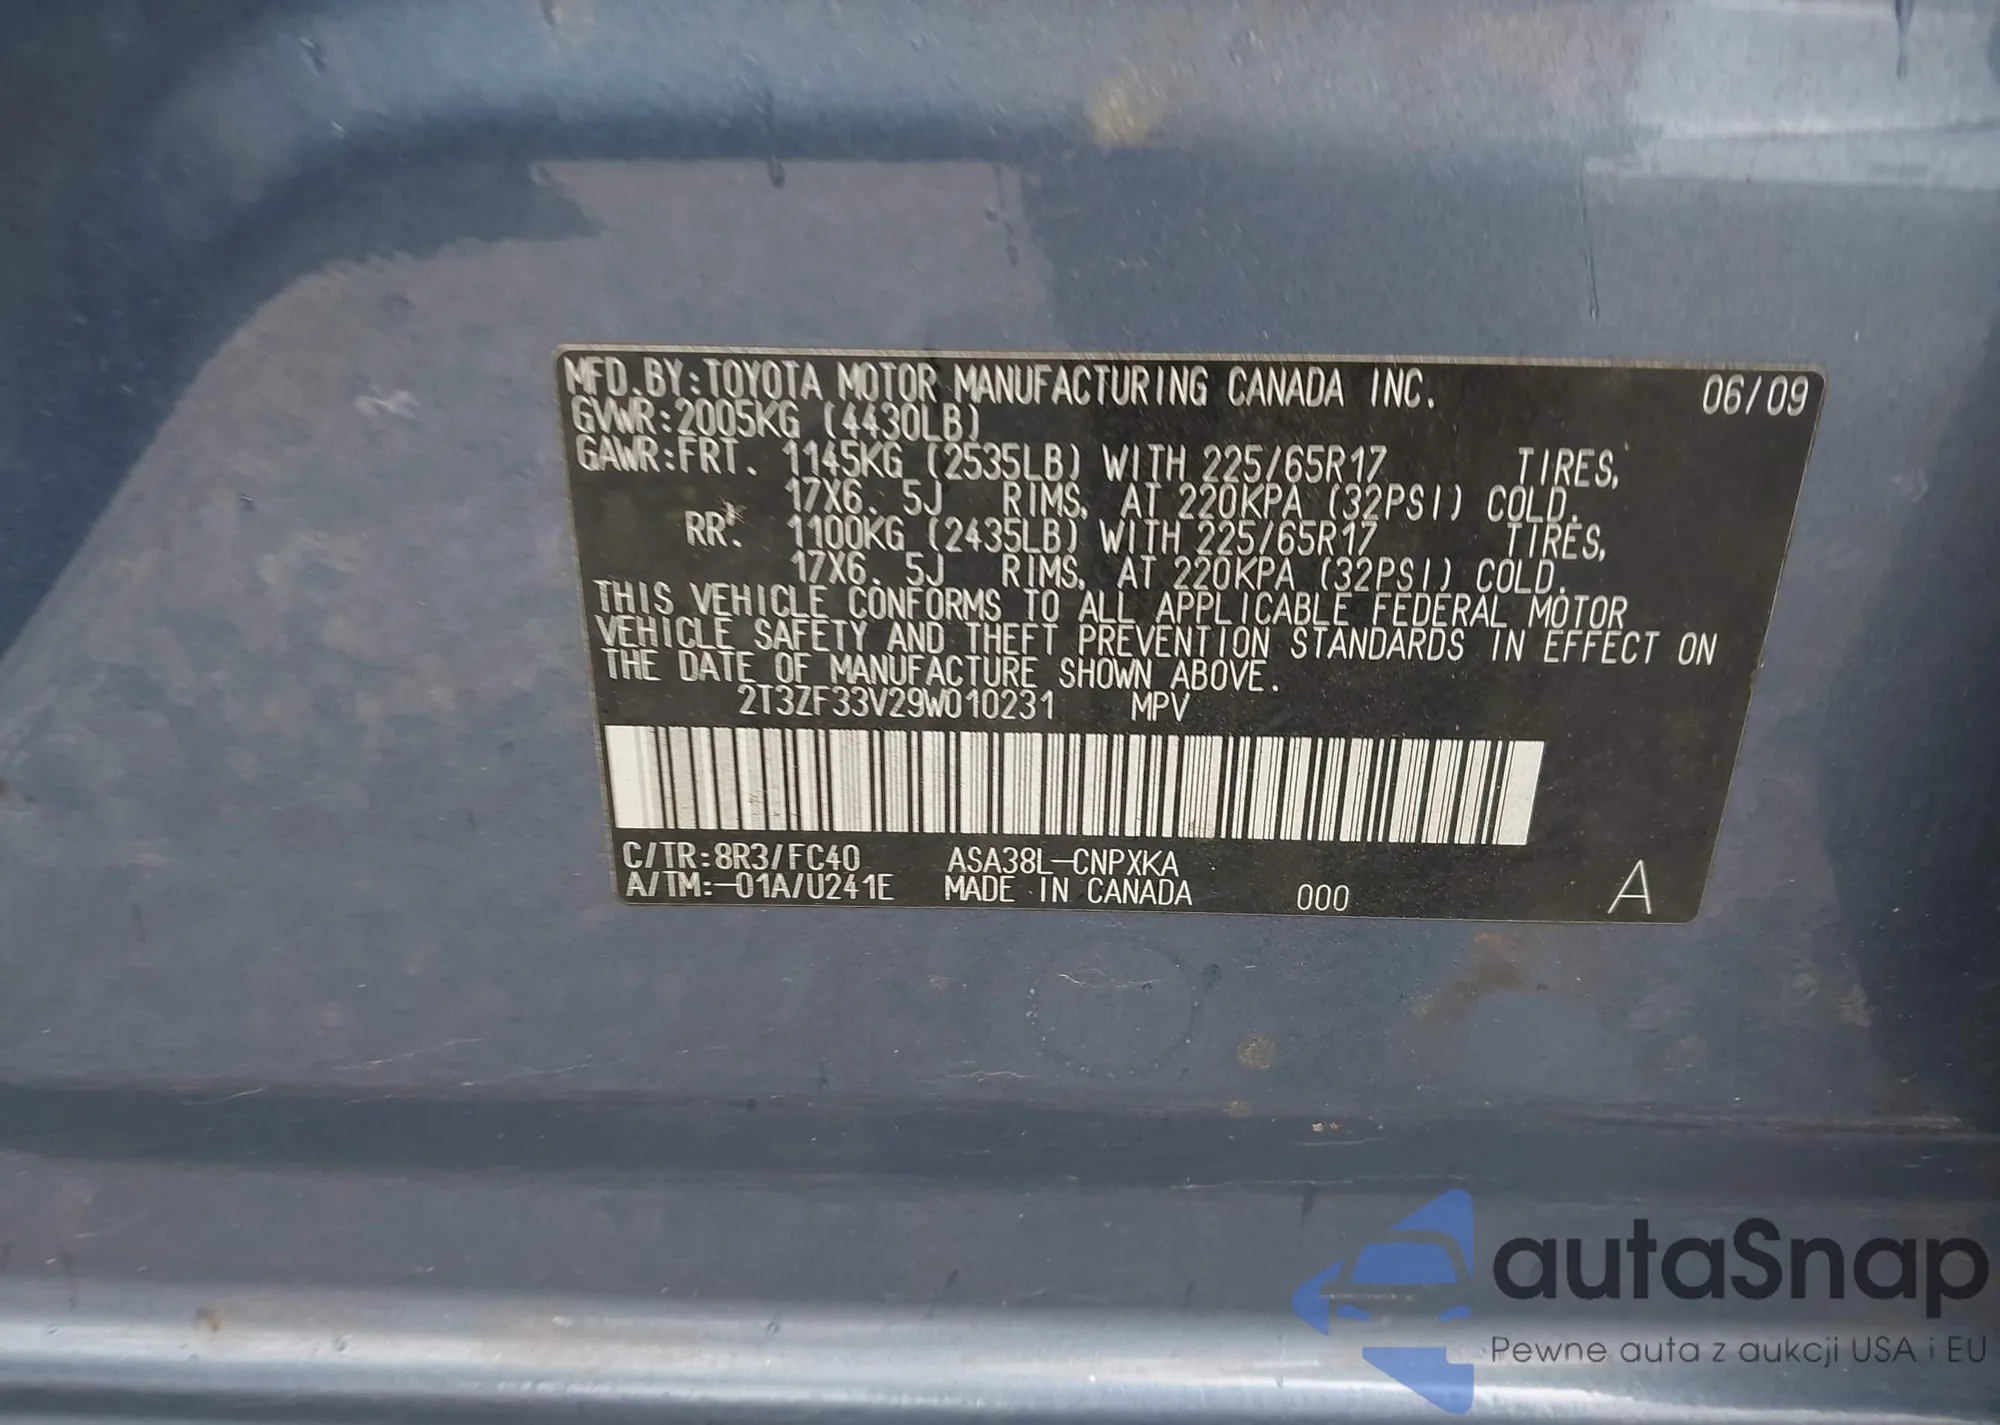 MFD. BY: TOYOTA MOTOR MANUFACTURING CANADA INC. 06/09
GVWR: 2005KG (4430LB)
GAWR: FRT. 1145KG (2535LB) WITH 225/65R17 TIRES,
17X6. 5J RIMS, AT 220KPA (32PSI) COLD.
RR. 1100KG (2435LB) WITH 225/65R17 TIRES,
17X6. 5J RIMS, AT 220KPA (32PSI) COLD.
THIS VEHICLE CONFORMS TO ALL APPLICABLE FEDERAL MOTOR
VEHICLE SAFETY AND THEFT PREVENTION STANDARDS IN EFFECT ON
THE DATE OF MANUFACTURE SHOWN ABOVE.
2T3ZF33V29W010231 MPV
C/TR: 8R3/FC40 ASA38L-CNPXKA
A/TM: -01A/U241E MADE IN CANADA 000 A
autaSnap
Pewne auta z aukcji USA i EU